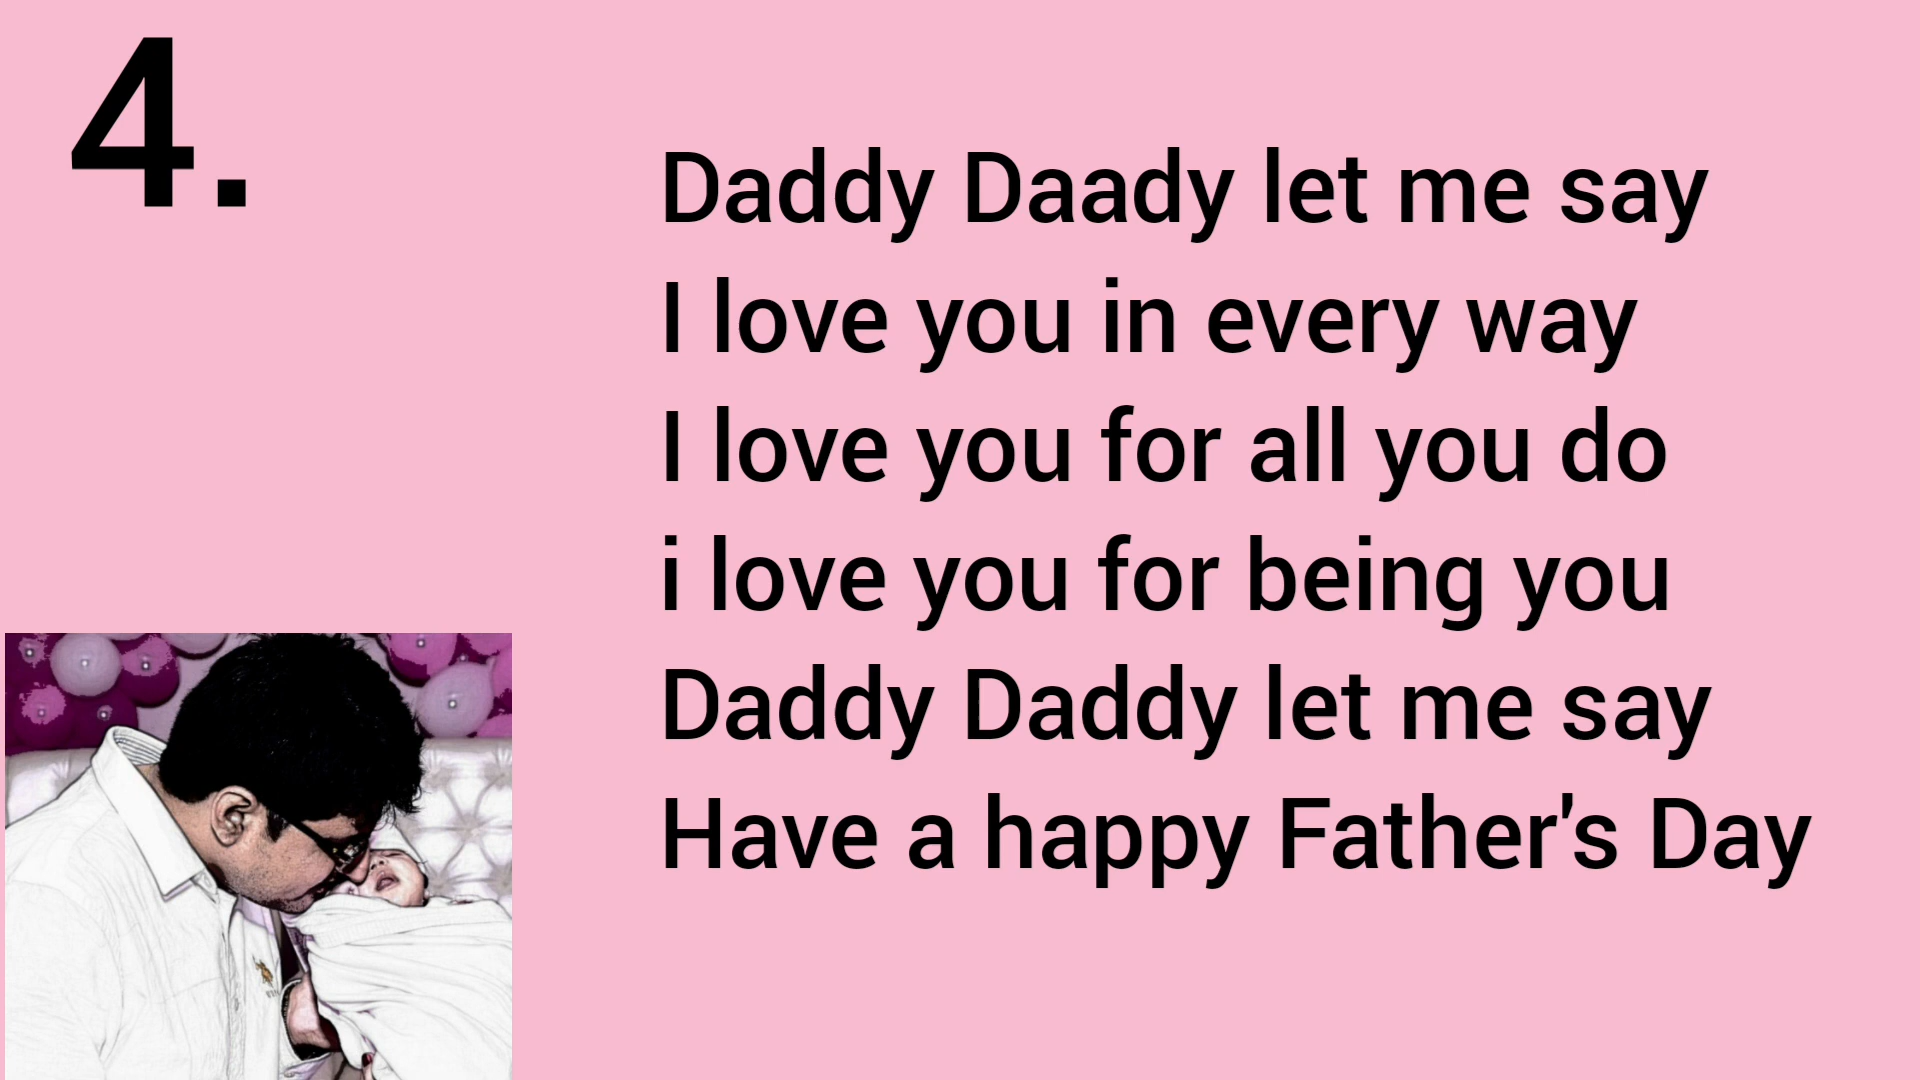 4.
Daddy Daady let me say
I love you in every way
I love you for all you do
i love you for being you
Daddy Daddy let me say
Have a happy Father's Day